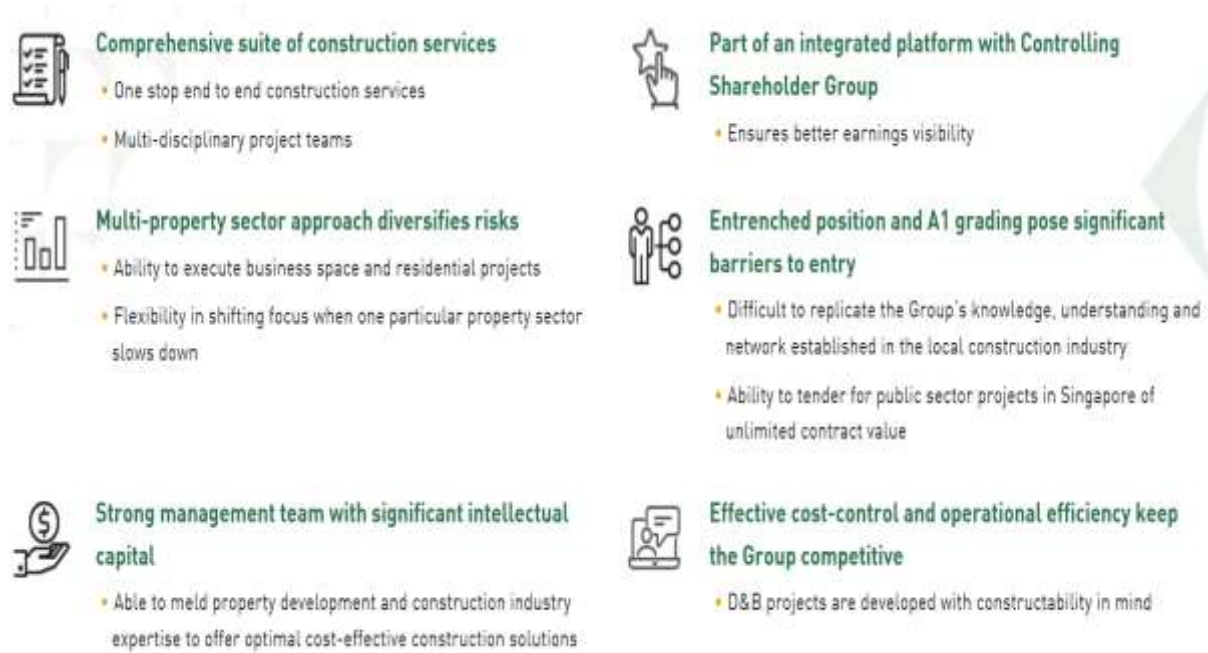 Comprehensive suite of construction services
• One stop end to end construction services
• Multi-disciplinary project teams
Part of an integrated platform with Controlling
Shareholder Group
• Ensures better earnings visibility
Multi-property sector approach diversifies risks
• Ability to execute business space and residential projects
• Flexibility in shifting focus when one particular property sector
slows down
Entrenched position and A1 grading pose significant
barriers to entry
• Difficult to replicate the Group's knowledge, understanding and
network established in the local construction industry
• Ability to tender for public sector projects in Singapore of
unlimited contract value
Strong management team with significant intellectual
capital
• Able to meld property development and construction industry
expertise to offer optimal cost-effective construction solutions
Effective cost-control and operational efficiency keep
the Group competitive
• D&B projects are developed with constructability in mind